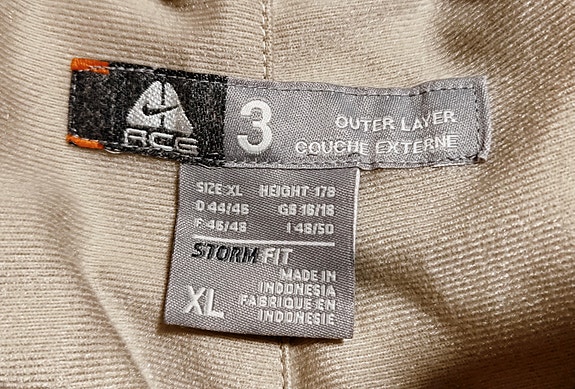 ACG
3
OUTER LAYER
COUCHE EXTERNE
SIZE XL HEIGHT 178
D 44/46 GB 16/18
F 46/48 I 48/50
STORM FIT
MADE IN
INDONESIA
FABRIQUE EN
INDONESIE
XL